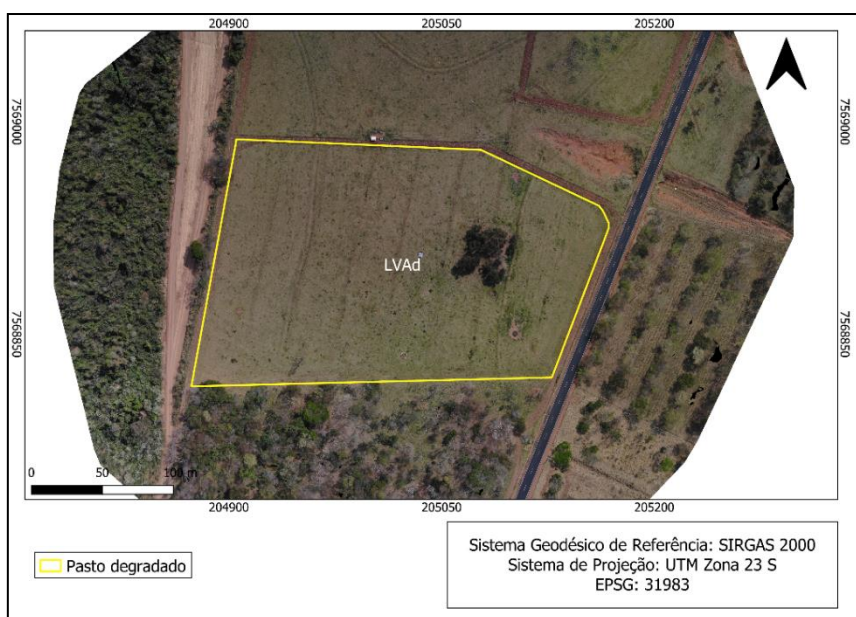 204900 205050 205200
7569000 7569000
LVAd
7568850 7568850
0 50 100 m
204900 205050 205200
Pasto degradado
Sistema Geodésico de Referência: SIRGAS 2000
Sistema de Projeção: UTM Zona 23 S
EPSG: 31983